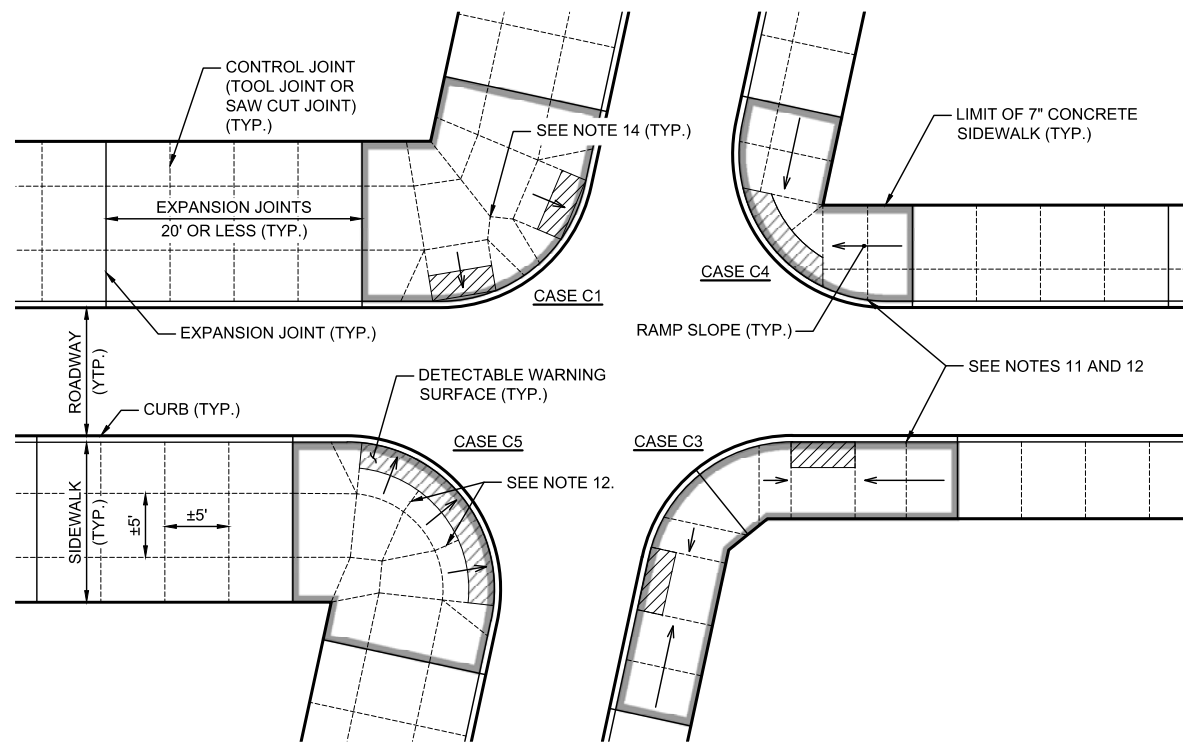 CONTROL JOINT
(TOOL JOINT OR
SAW CUT JOINT)
(TYP.)
SEE NOTE 14 (TYP.)
LIMIT OF 7" CONCRETE
SIDEWALK (TYP.)
EXPANSION JOINTS
20' OR LESS (TYP.)
CASE C1
CASE C4
RAMP SLOPE (TYP.)
EXPANSION JOINT (TYP.)
ROADWAY
(YTP.)
SEE NOTES 11 AND 12
DETECTABLE WARNING
SURFACE (TYP.)
CURB (TYP.)
CASE C5
CASE C3
SEE NOTE 12.
SIDEWALK
(TYP.)
±5'
±5'